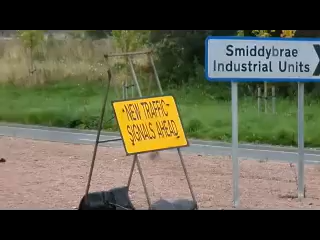 Smiddybrae
Industrial Units
NEW TRAFFIC
SIGNALS AHEAD